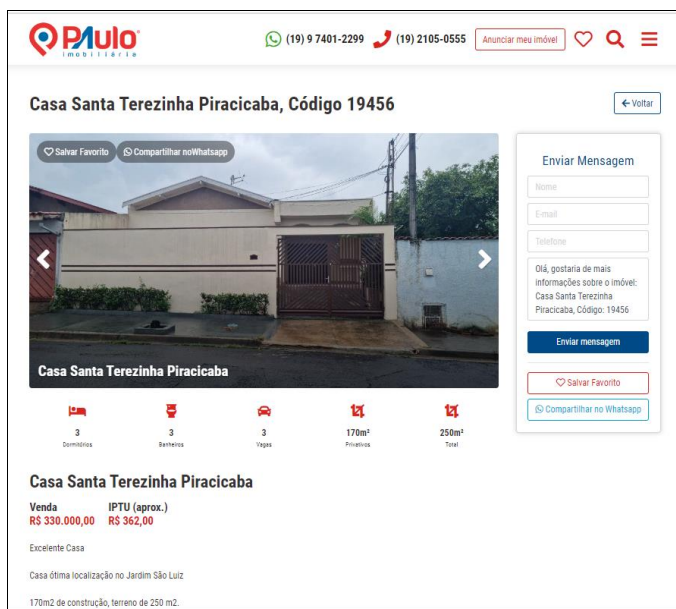 PAulo
imobiliária
(19) 9 7401-2299
(19) 2105-0555
Anunciar meu imóvel
Casa Santa Terezinha Piracicaba, Código 19456
Voltar
Salvar Favorito
Compartilhar noWhatsapp
Casa Santa Terezinha Piracicaba
3
Dormitórios
3
Banheiros
3
Vagas
170m²
Privativos
250m²
Total
Enviar Mensagem
Nome
E-mail
Telefone
Olá, gostaria de mais
informações sobre o imóvel:
Casa Santa Terezinha
Piracicaba, Código: 19456
Enviar mensagem
Salvar Favorito
Compartilhar no Whatsapp
Casa Santa Terezinha Piracicaba
Venda IPTU (aprox.)
R$ 330.000,00 R$ 362,00
Excelente Casa
Casa ótima localização no Jardim São Luiz
170m2 de construção, terreno de 250 m2.